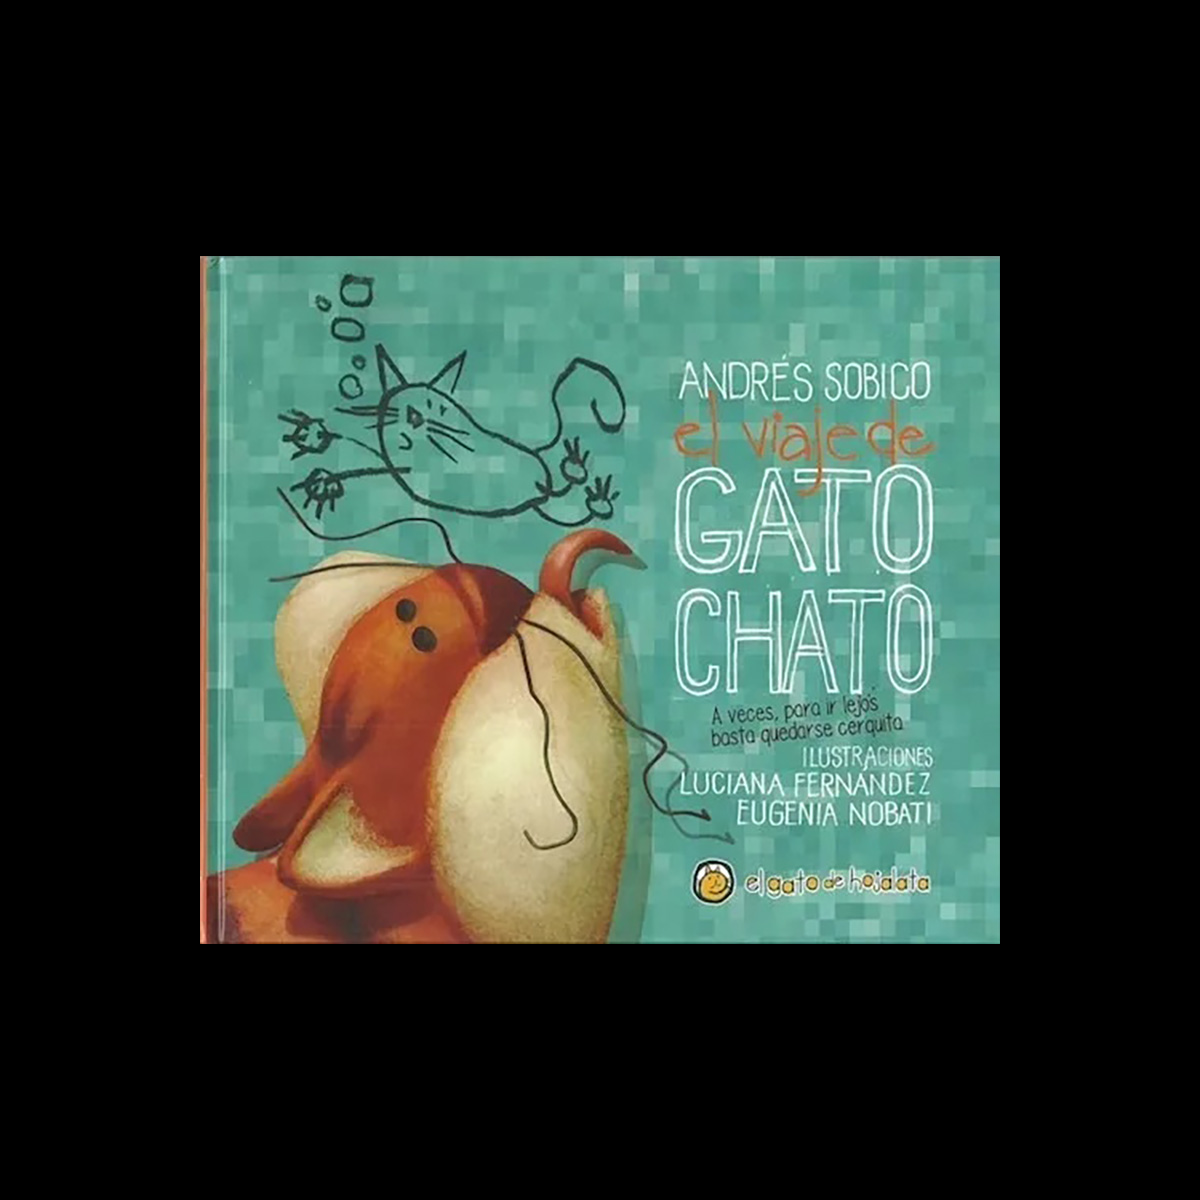 ANDRÉS SOBICO
el viaje de
GATO
CHATO
A veces, para ir lejos
basta quedarse cerquita
ILUSTRACIONES
LUCIANA FERNÁNDEZ
EUGENIA NOBATI
el gato de hojalata